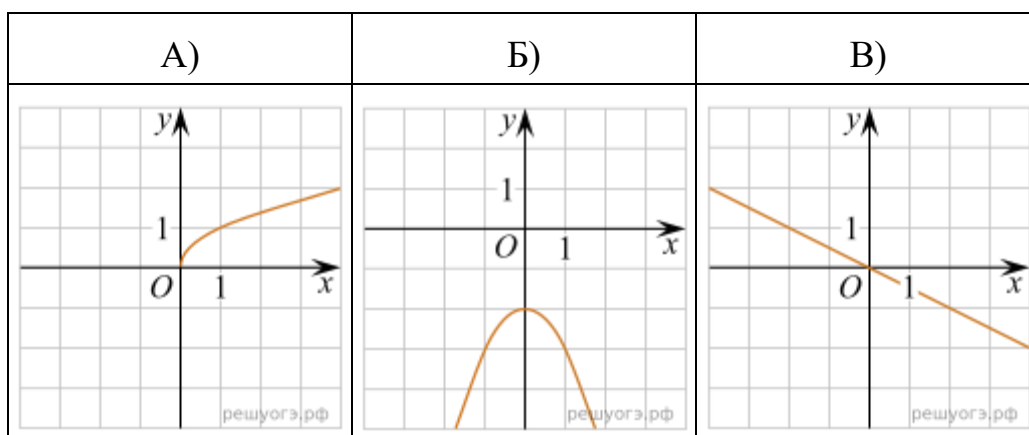 А) Б) В)
y y y
1 1 1
O 1 x O 1 x O 1 x
решуогэ.рф решуогэ.рф решуогэ.рф